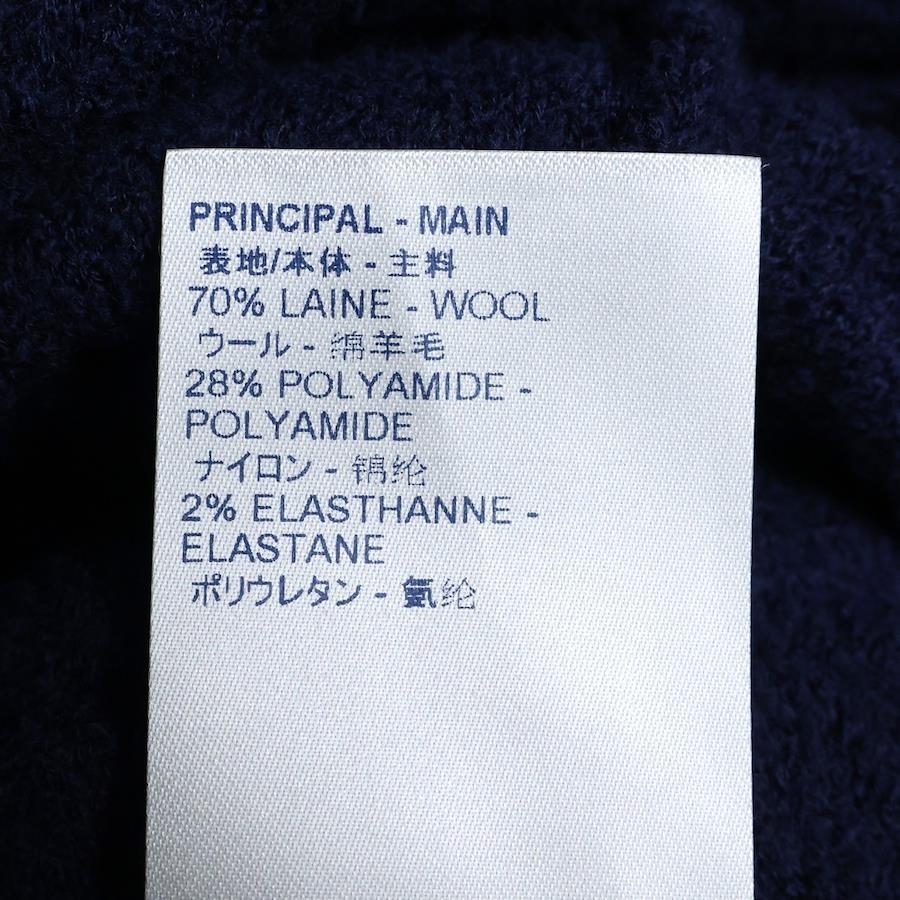 PRINCIPAL - MAIN
表地/本体 - 主料
70% LAINE - WOOL
ウール - 绵羊毛
28% POLYAMIDE -
POLYAMIDE
ナイロン - 锦纶
2% ELASTHANNE -
ELASTANE
ポリウレタン - 氨纶